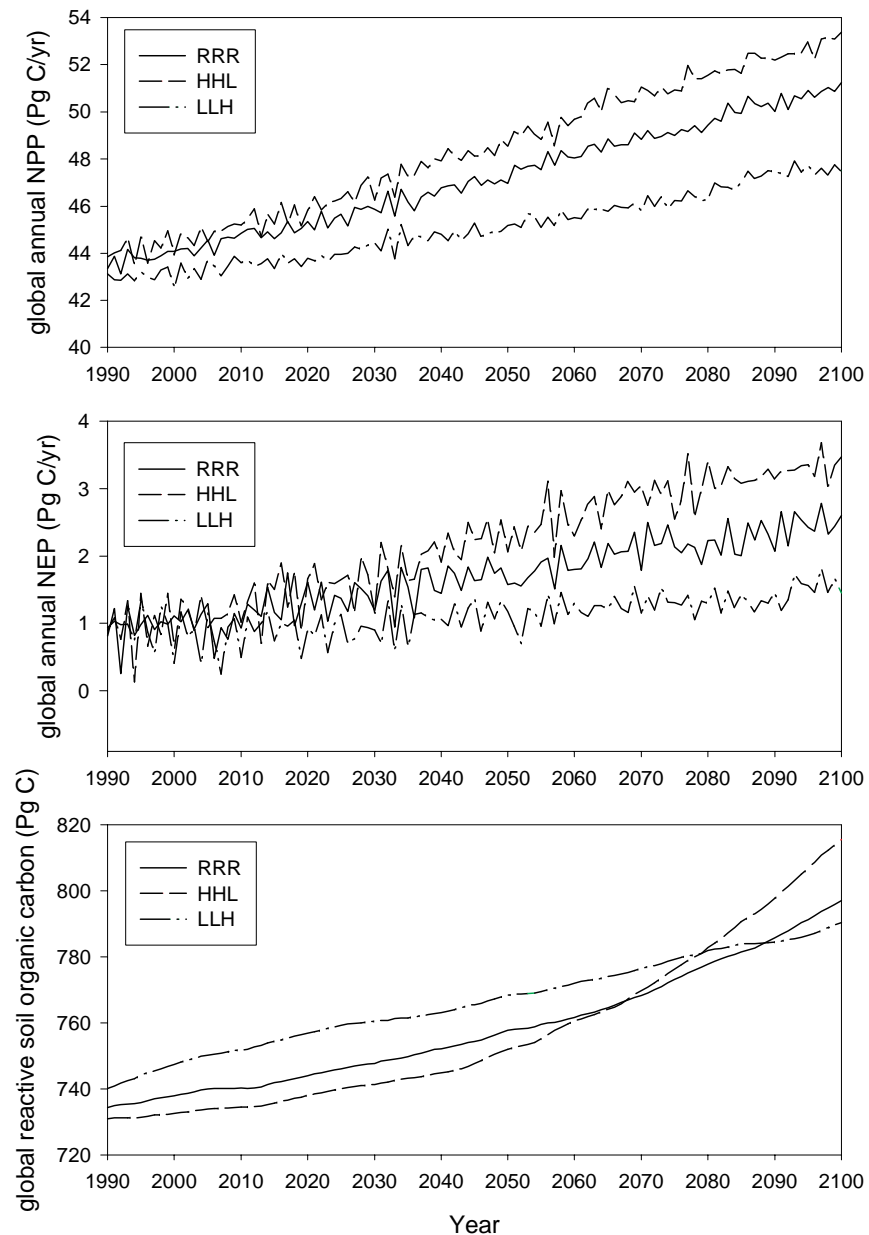 global annual NPP (Pg C/yr)
54
52
50
48
46
44
42
40
RRR
HHL
LLH
1990 2000 2010 2020 2030 2040 2050 2060 2070 2080 2090 2100
global annual NEP (Pg C/yr)
4
3
2
1
0
RRR
HHL
LLH
1990 2000 2010 2020 2030 2040 2050 2060 2070 2080 2090 2100
global reactive soil organic carbon (Pg C)
820
800
780
760
740
720
RRR
HHL
LLH
1990 2000 2010 2020 2030 2040 2050 2060 2070 2080 2090 2100
Year